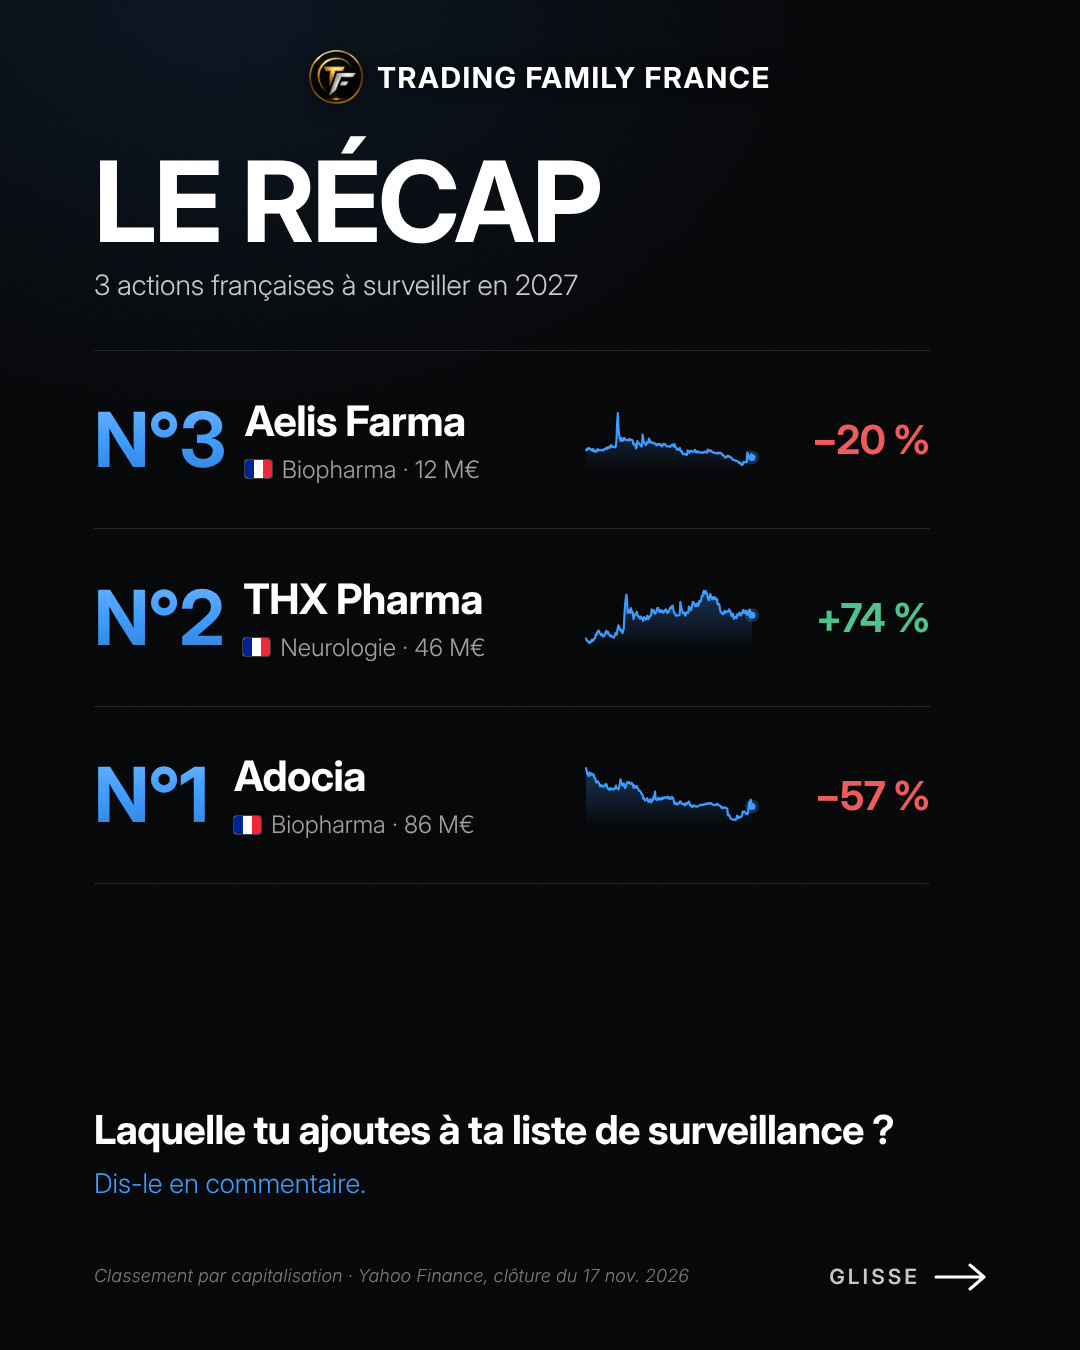 TF TRADING FAMILY FRANCE
LE RÉCAP
3 actions françaises à surveiller en 2027
N°3 Aelis Farma
Biopharma · 12 M€
−20 %
N°2 THX Pharma
Neurologie · 46 M€
+74 %
N°1 Adocia
Biopharma · 86 M€
−57 %
Laquelle tu ajoutes à ta liste de surveillance ?
Dis-le en commentaire.
Classement par capitalisation · Yahoo Finance, clôture du 17 nov. 2026
GLISSE